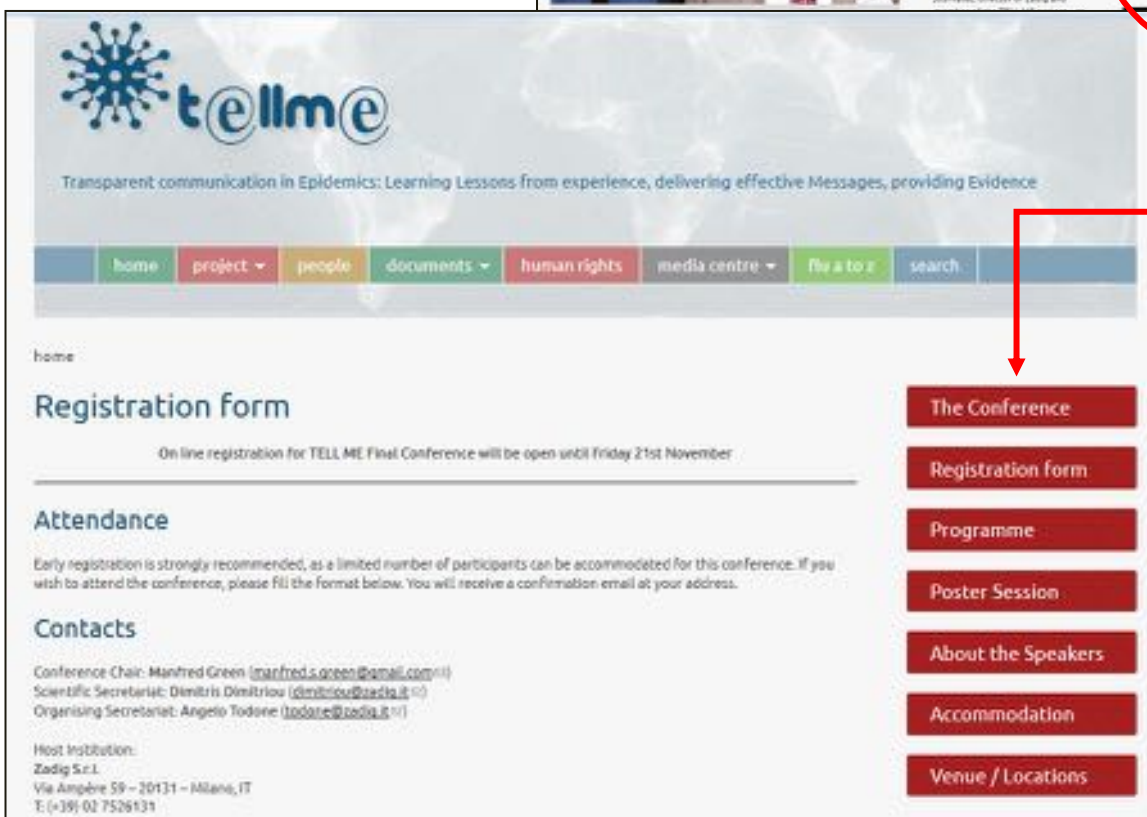 t@llm@
Transparent communication in Epidemics: Learning Lessons from experience, delivering effective Messages, providing Evidence
home project people documents human rights media centre flu a to z search
home
Registration form
On line registration for TELL ME Final Conference will be open until Friday 21st November
Attendance
Early registration is strongly recommended, as a limited number of participants can be accommodated for this conference. If you
wish to attend the conference, please fill the format below. You will receive a confirmation email at your address.
Contacts
Conference Chair: Manfred Green (manfred.s.green@gmail.com)
Scientific Secretariat: Dimitris Dimitriou (dimitriou@zadig.it)
Organising Secretariat: Angelo Todone (todone@zadig.it)
Host Institution:
Zadig S.r.l.
Via Ampère 59 – 20131 – Milano, IT
T: (+39) 02 7526131
The Conference
Registration form
Programme
Poster Session
About the Speakers
Accommodation
Venue / Locations